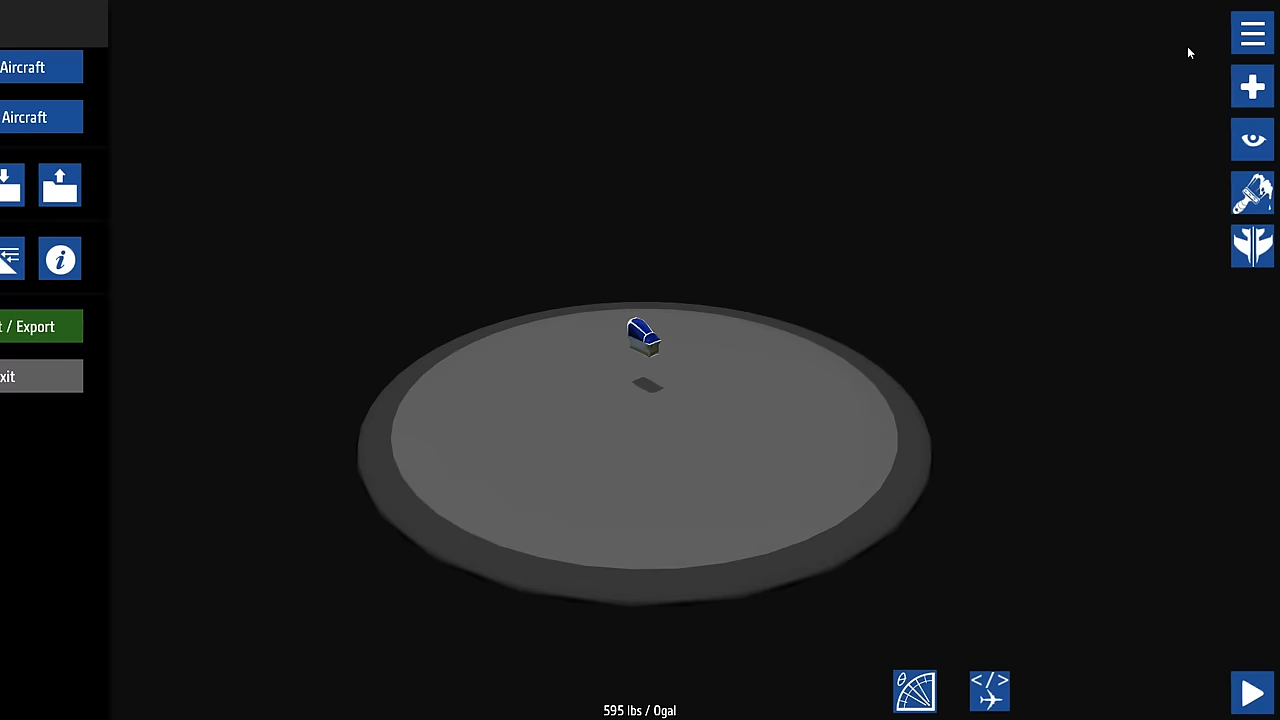 Aircraft
Aircraft
t / Export
xit
θ
</>
595 lbs / 0gal